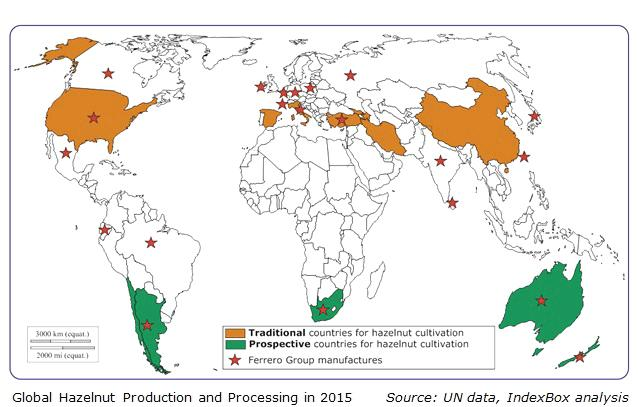 3000 km (equat.)
2000 mi (equat.)
Traditional countries for hazelnut cultivation
Prospective countries for hazelnut cultivation
Ferrero Group manufactures
Global Hazelnut Production and Processing in 2015
Source: UN data, IndexBox analysis